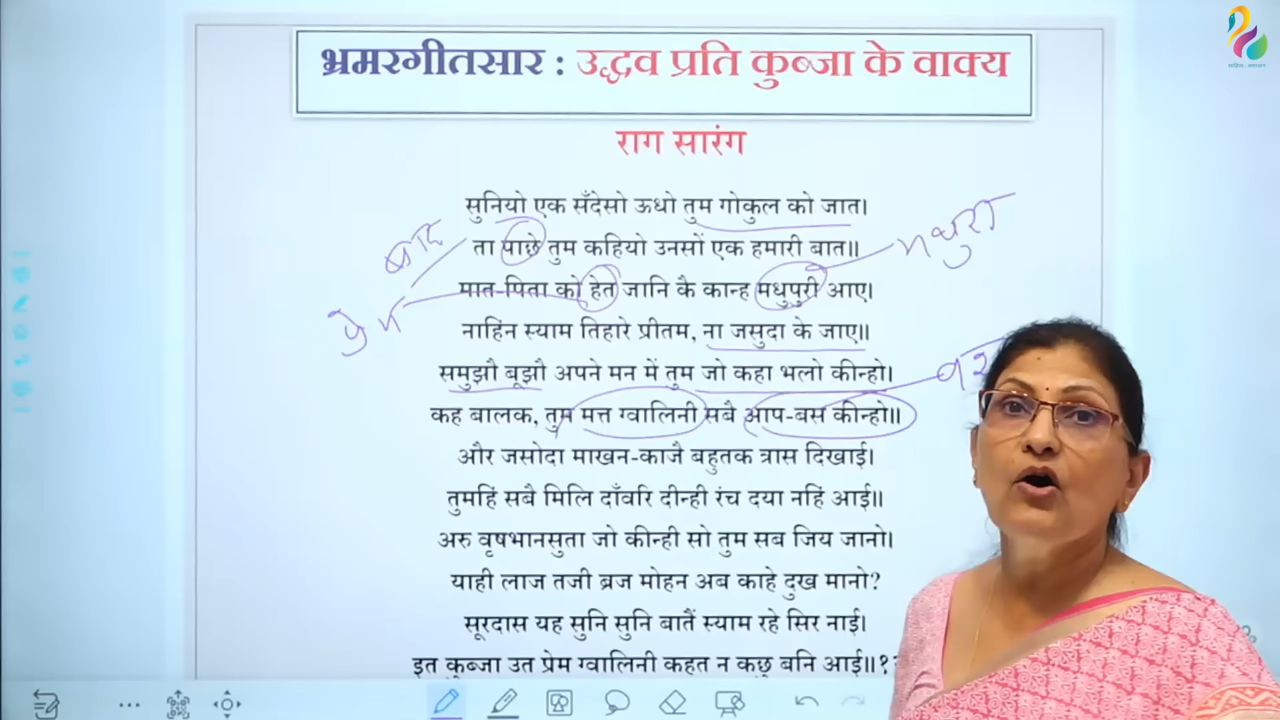 भ्रमरगीतसार : उद्धव प्रति कुब्जा के वाक्य
राग सारंग
सुनियो एक सँदेसो ऊधो तुम गोकुल को जात।
ता पाछे तुम कहियो उनसों एक हमारी बात॥
मात-पिता को हेत जानि कै कान्ह मधुपुरी आए।
नाहिंन स्याम तिहारे प्रीतम, ना जसुदा के जाए॥
समुझौ बूझौ अपने मन में तुम जो कहा भलो कीन्हो।
कह बालक, तुम मत्त ग्वालिनी सबै आप-बस कीन्हो॥
और जसोदा माखन-काजै बहुतक त्रास दिखाई।
तुमहिं सबै मिलि दाँवरि दीन्ही रंच दया नहिं आई॥
अरु वृषभानसुता जो कीन्ही सो तुम सब जिय जानो।
याही लाज तजी ब्रज मोहन अब काहे दुख मानो?
सूरदास यह सुनि सुनि बातैं स्याम रहे सिर नाई।
इत कुब्जा उत प्रेम ग्वालिनी कहत न कछु बनि आई॥
बाद
प्रेम
मथुरा